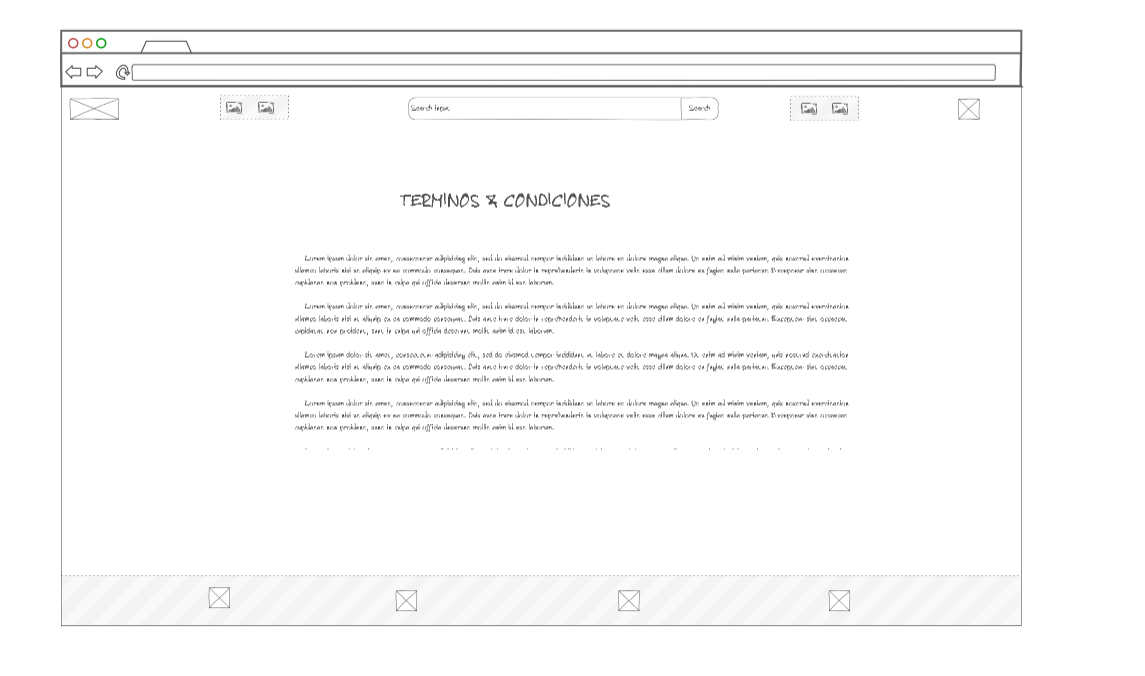 Search input
Search
TERMINOS & CONDICIONES
Lorem ipsum dolor sit amet, consectetur adipisicing elit, sed do eiusmod tempor incididunt ut labore et dolore magna aliqua. Ut enim ad minim veniam, quis nostrud exercitation
ullamco laboris nisi ut aliquip ex ea commodo consequat. Duis aute irure dolor in reprehenderit in voluptate velit esse cillum dolore eu fugiat nulla pariatur. Excepteur sint occaecat
cupidatat non proident, sunt in culpa qui officia deserunt mollit anim id est laborum.
Lorem ipsum dolor sit amet, consectetur adipisicing elit, sed do eiusmod tempor incididunt ut labore et dolore magna aliqua. Ut enim ad minim veniam, quis nostrud exercitation
ullamco laboris nisi ut aliquip ex ea commodo consequat. Duis aute irure dolor in reprehenderit in voluptate velit esse cillum dolore eu fugiat nulla pariatur. Excepteur sint occaecat
cupidatat non proident, sunt in culpa qui officia deserunt mollit anim id est laborum.
Lorem ipsum dolor sit amet, consectetur adipisicing elit, sed do eiusmod tempor incididunt ut labore et dolore magna aliqua. Ut enim ad minim veniam, quis nostrud exercitation
ullamco laboris nisi ut aliquip ex ea commodo consequat. Duis aute irure dolor in reprehenderit in voluptate velit esse cillum dolore eu fugiat nulla pariatur. Excepteur sint occaecat
cupidatat non proident, sunt in culpa qui officia deserunt mollit anim id est laborum.
Lorem ipsum dolor sit amet, consectetur adipisicing elit, sed do eiusmod tempor incididunt ut labore et dolore magna aliqua. Ut enim ad minim veniam, quis nostrud exercitation
ullamco laboris nisi ut aliquip ex ea commodo consequat. Duis aute irure dolor in reprehenderit in voluptate velit esse cillum dolore eu fugiat nulla pariatur. Excepteur sint occaecat
cupidatat non proident, sunt in culpa qui officia deserunt mollit anim id est laborum.